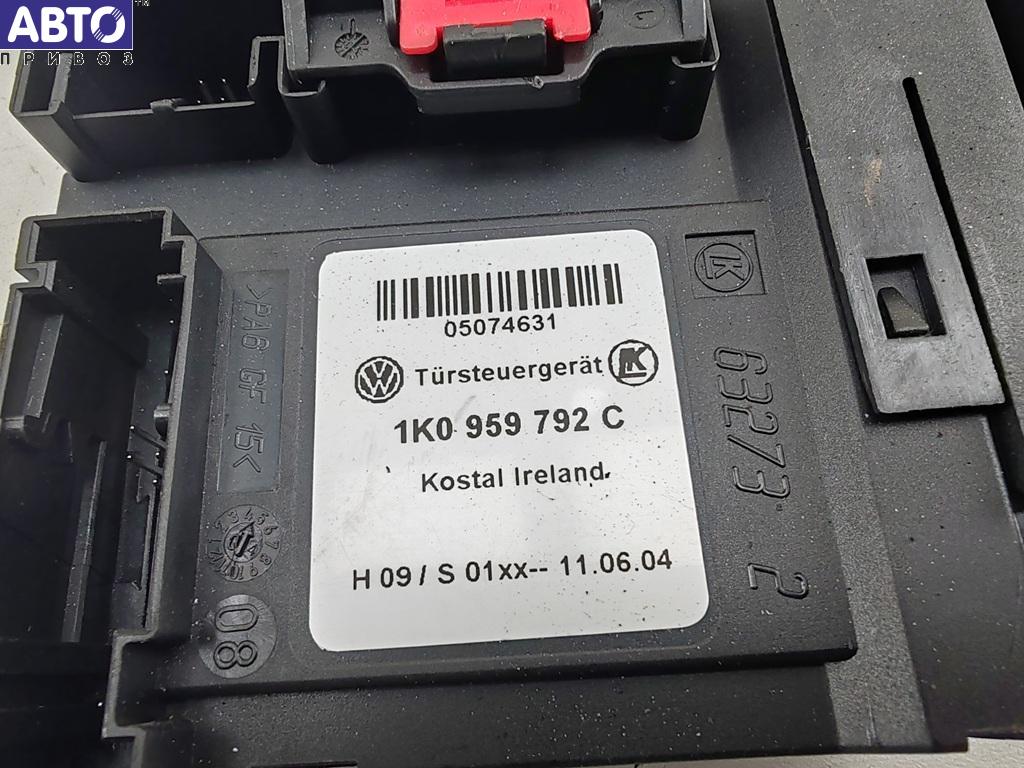 АВТО™
ПРИВОЗ
05074631
Türsteuergerät
1K0 959 792 C
Kostal Ireland
H 09 / S 01xx-- 11.06.04
>PA6 GF 15<
08
63273 2